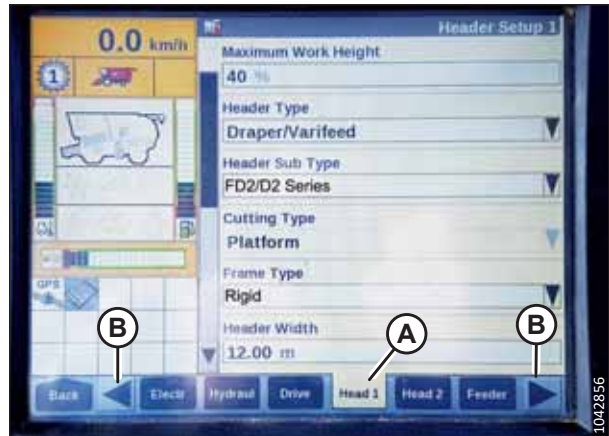 0.0 km/h
Header Setup 1
Maximum Work Height
40 %
1
Header Type
Draper/Varifeed
Header Sub Type
FD2/D2 Series
Cutting Type
Platform
Frame Type
Rigid
GPS
Header Width
12.00 m
B
A
B
Back
Electr
Hydraul
Drive
Head 1
Head 2
Feeder
1042856